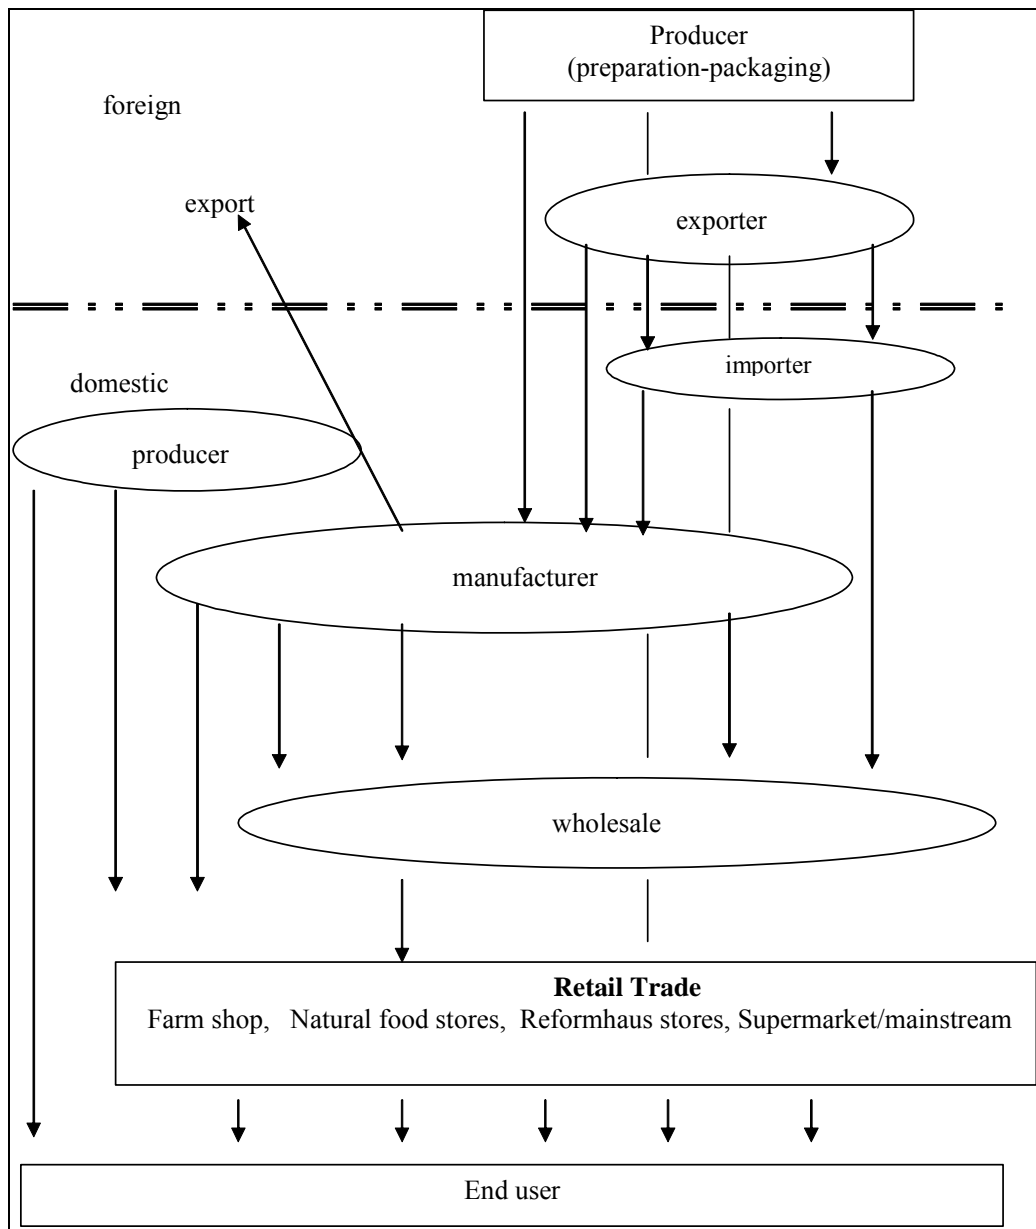 Producer
(preparation-packaging)
foreign
export
exporter
importer
domestic
producer
manufacturer
wholesale
Retail Trade
Farm shop, Natural food stores, Reformhaus stores, Supermarket/mainstream
End user